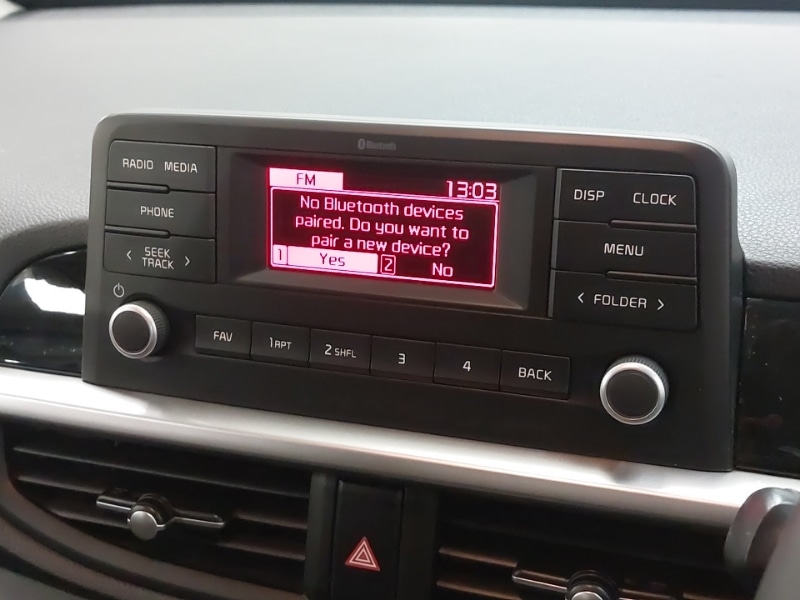 Bluetooth
RADIO MEDIA
PHONE
< SEEK TRACK >
FM 13:03
No Bluetooth devices
paired. Do you want to
pair a new device?
1 Yes 2 No
DISP CLOCK
MENU
< FOLDER >
FAV 1 RPT 2 SHFL 3 4 BACK